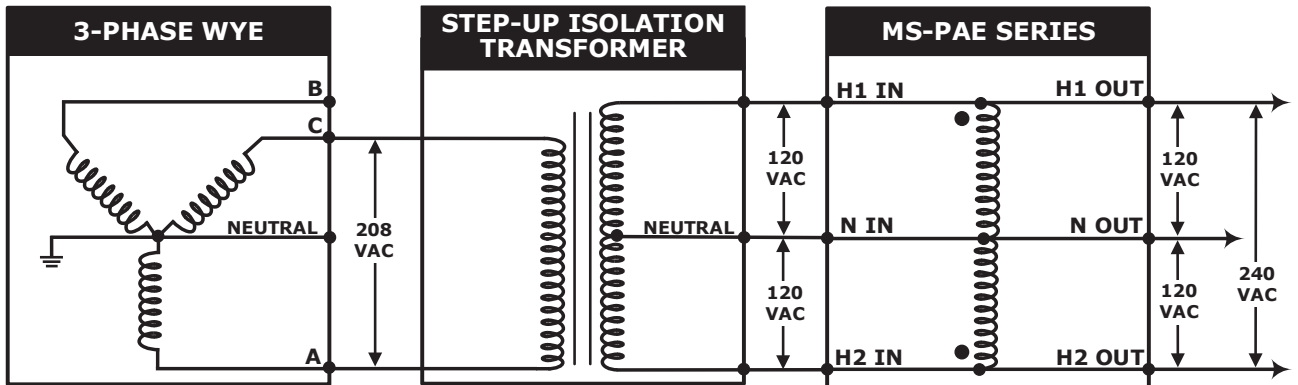 3-PHASE WYE
STEP-UP ISOLATION
TRANSFORMER
MS-PAE SERIES
B
C
NEUTRAL
A
208
VAC
NEUTRAL
120
VAC
120
VAC
H1 IN
H1 OUT
N IN
N OUT
H2 IN
H2 OUT
120
VAC
120
VAC
240
VAC